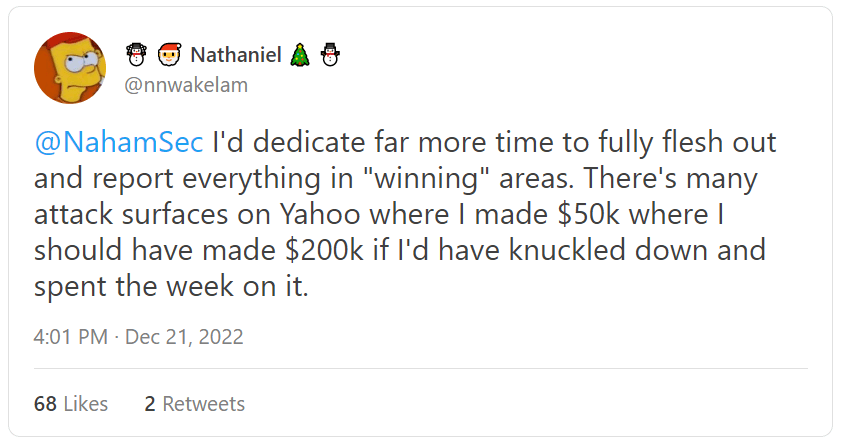 ☃️ 🎅 Nathaniel 🎄 ⛄
@nnwakelam
@NahamSec I'd dedicate far more time to fully flesh out
and report everything in "winning" areas. There's many
attack surfaces on Yahoo where I made $50k where I
should have made $200k if I'd have knuckled down and
spent the week on it.
4:01 PM · Dec 21, 2022
68 Likes 2 Retweets